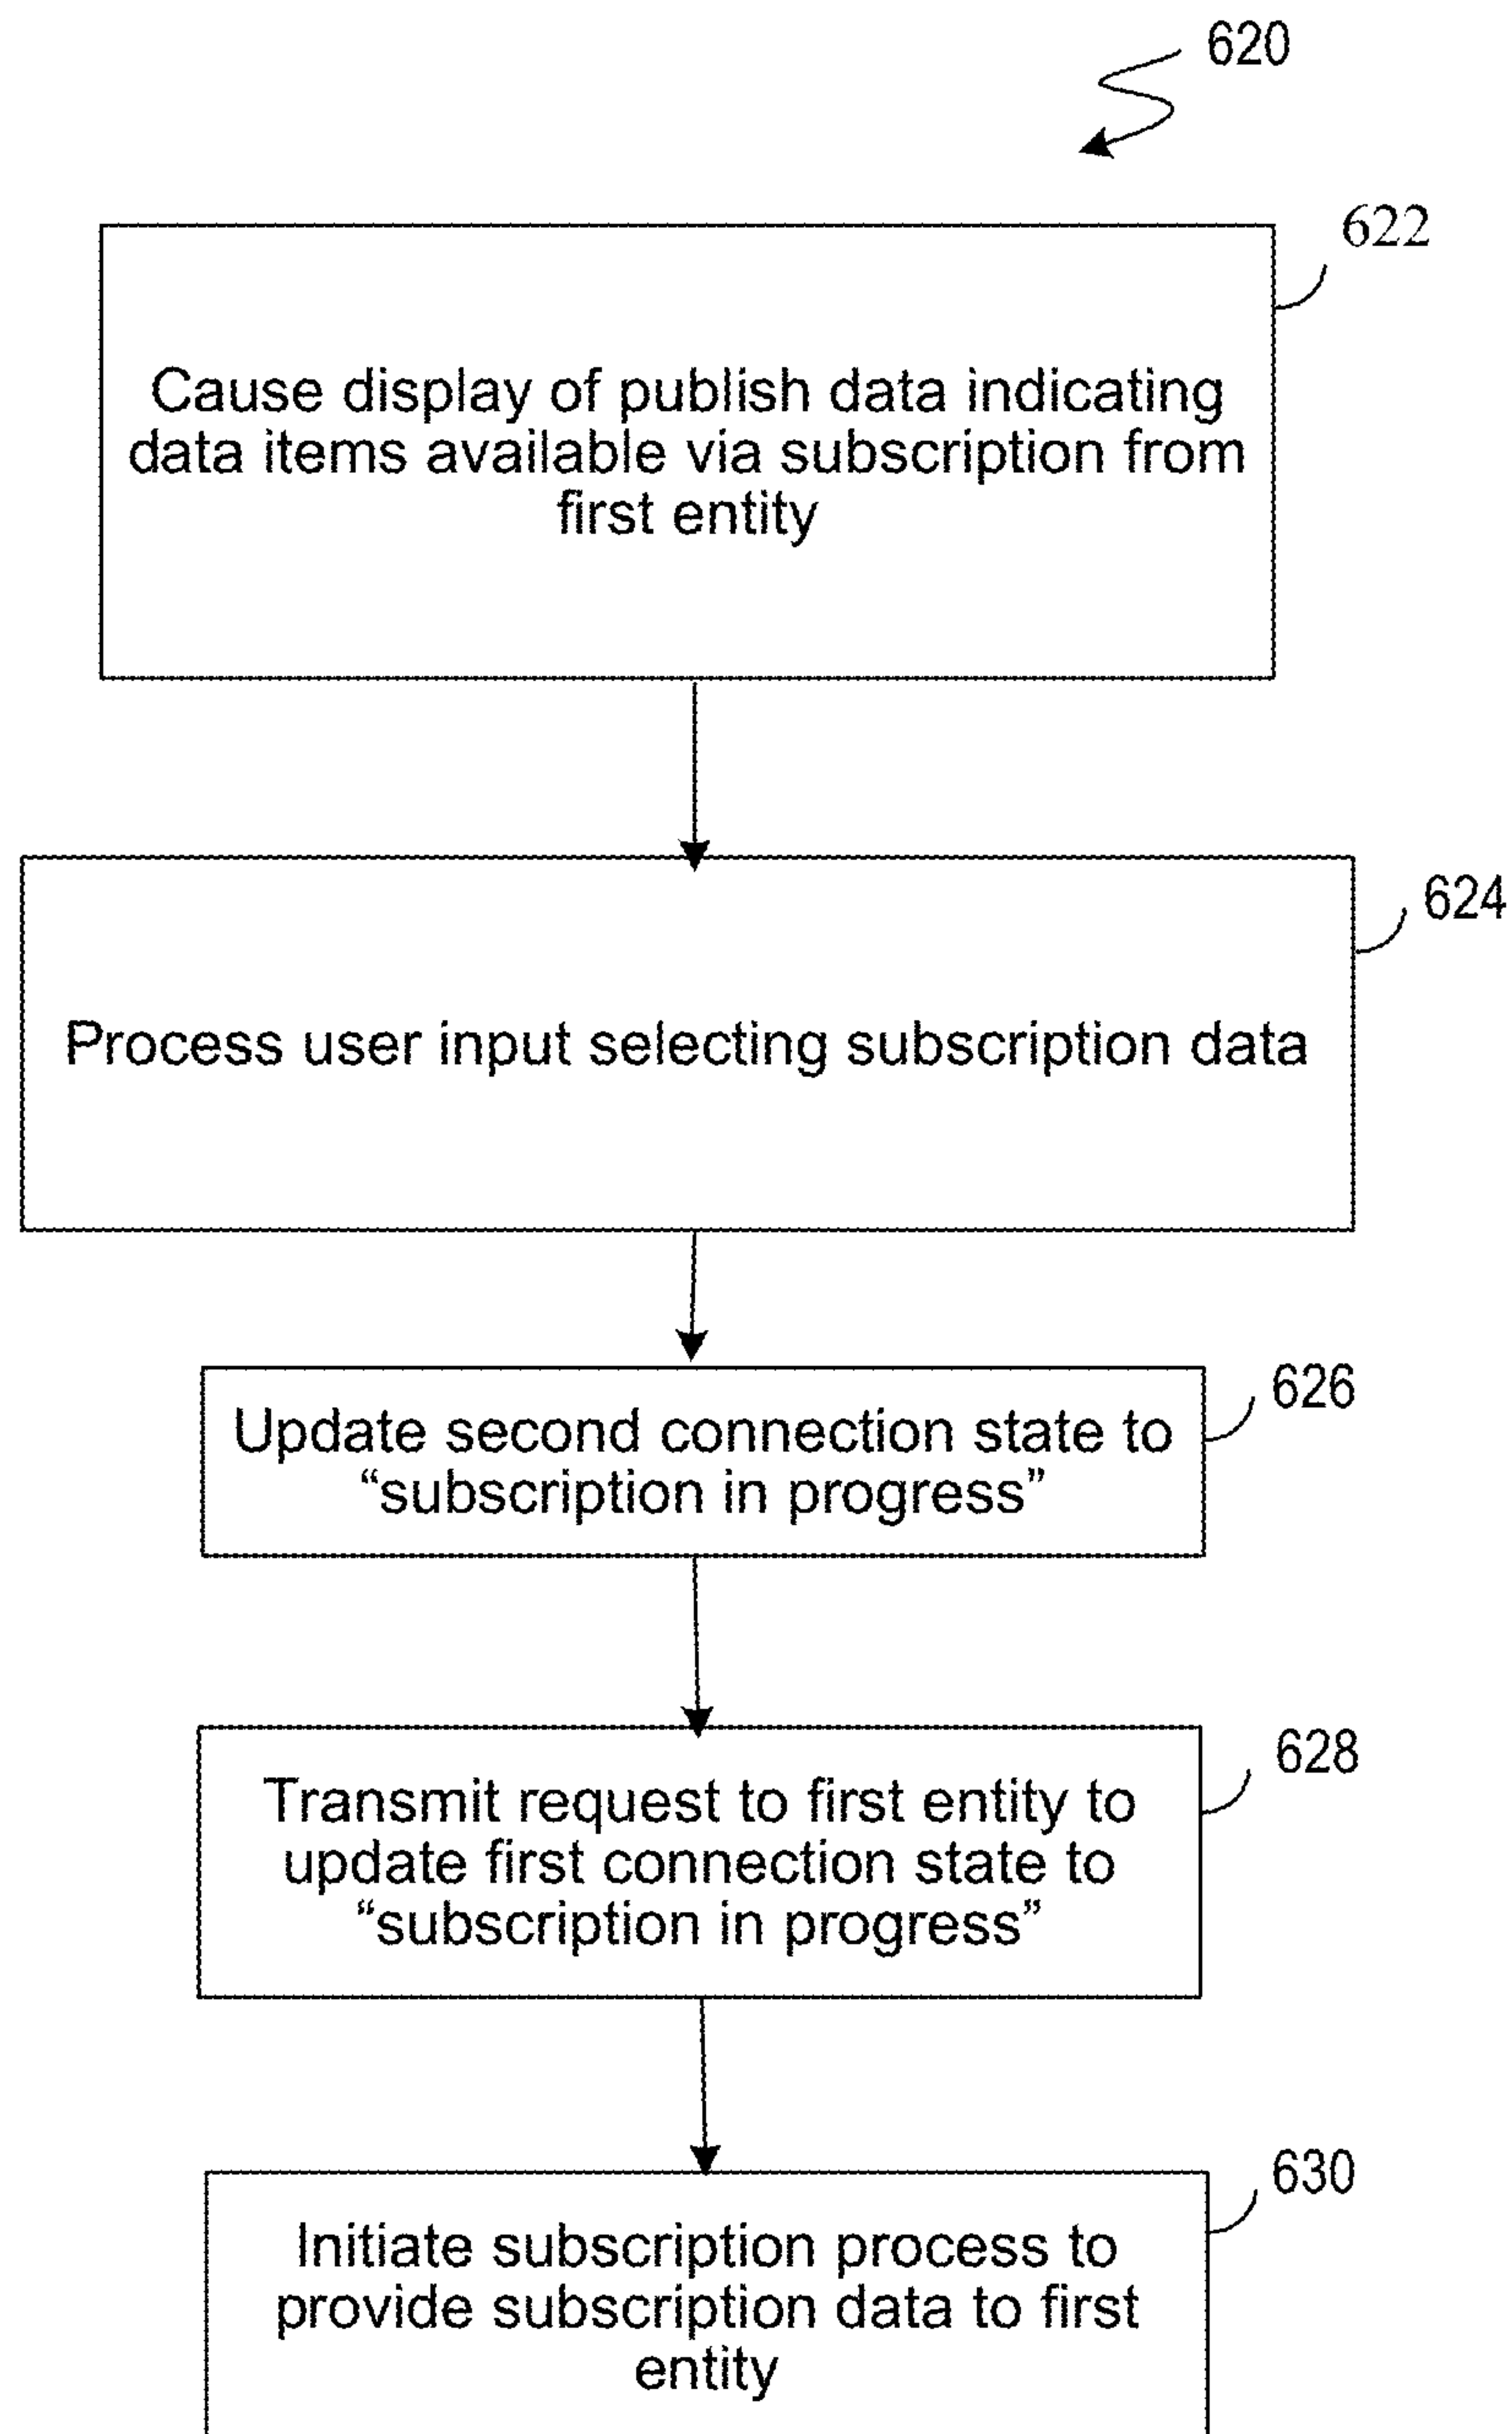 620
622
Cause display of publish data indicating
data items available via subscription from
first entity
624
Process user input selecting subscription data
626
Update second connection state to
“subscription in progress”
628
Transmit request to first entity to
update first connection state to
“subscription in progress”
630
Initiate subscription process to
provide subscription data to first
entity